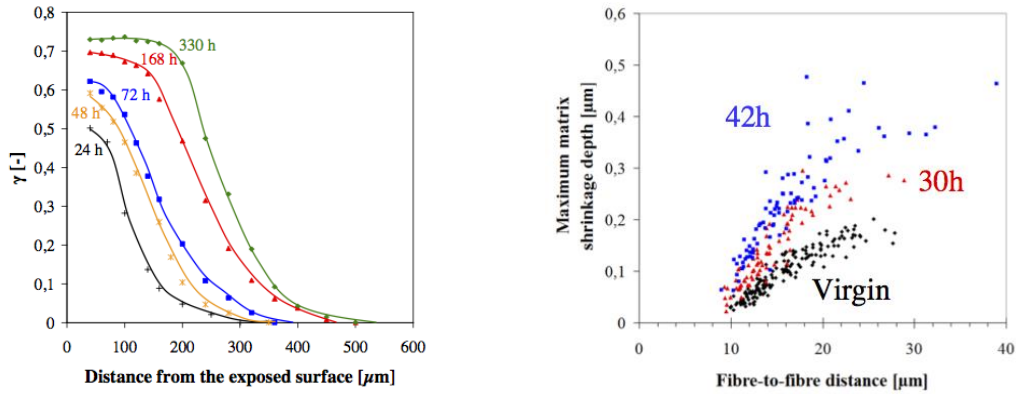 0,8
0,7
0,6
0,5
0,4
0,3
0,2
0,1
0
γ [-]
330 h
168 h
72 h
48 h
24 h
0 100 200 300 400 500 600
Distance from the exposed surface [µm]
0,6
0,5
0,4
0,3
0,2
0,1
0
Maximum matrix
shrinkage depth [µm]
42h
30h
Virgin
0 10 20 30 40
Fibre-to-fibre distance [µm]